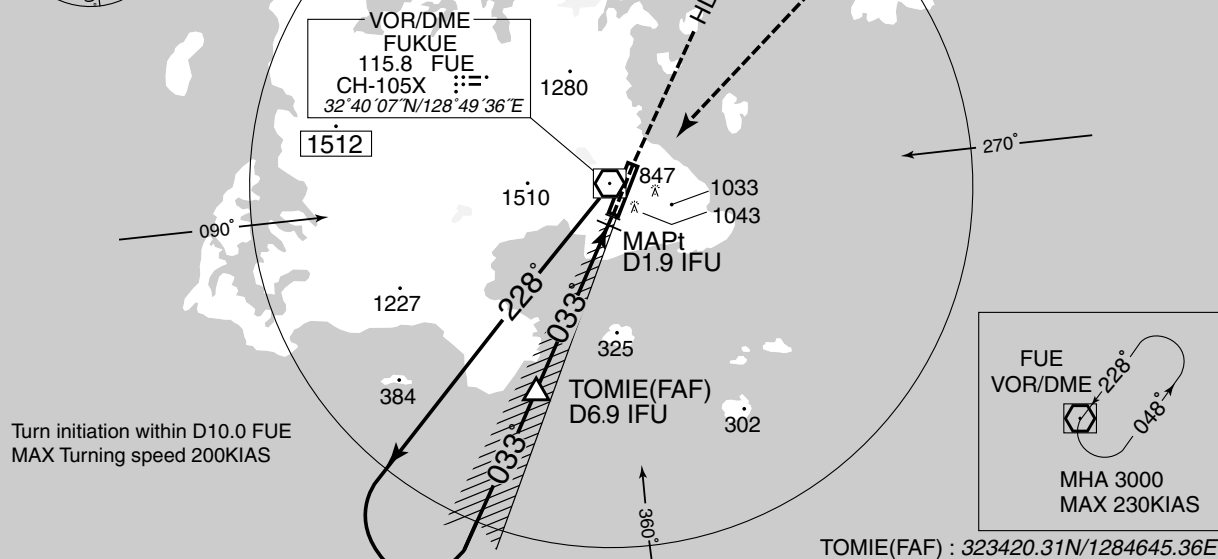 VOR/DME
FUKUE
115.8 FUE
CH-105X
32°40´07˝N/128°49´36˝E
1280
1512
1510
847
1033
1043
MAPt
D1.9 IFU
270°
090°
228°
033°
1227
325
384
TOMIE(FAF)
D6.9 IFU
302
033°
Turn initiation within D10.0 FUE
MAX Turning speed 200KIAS
360°
FUE
VOR/DME
228°
048°
MHA 3000
MAX 230KIAS
TOMIE(FAF) : 323420.31N/1284645.36E